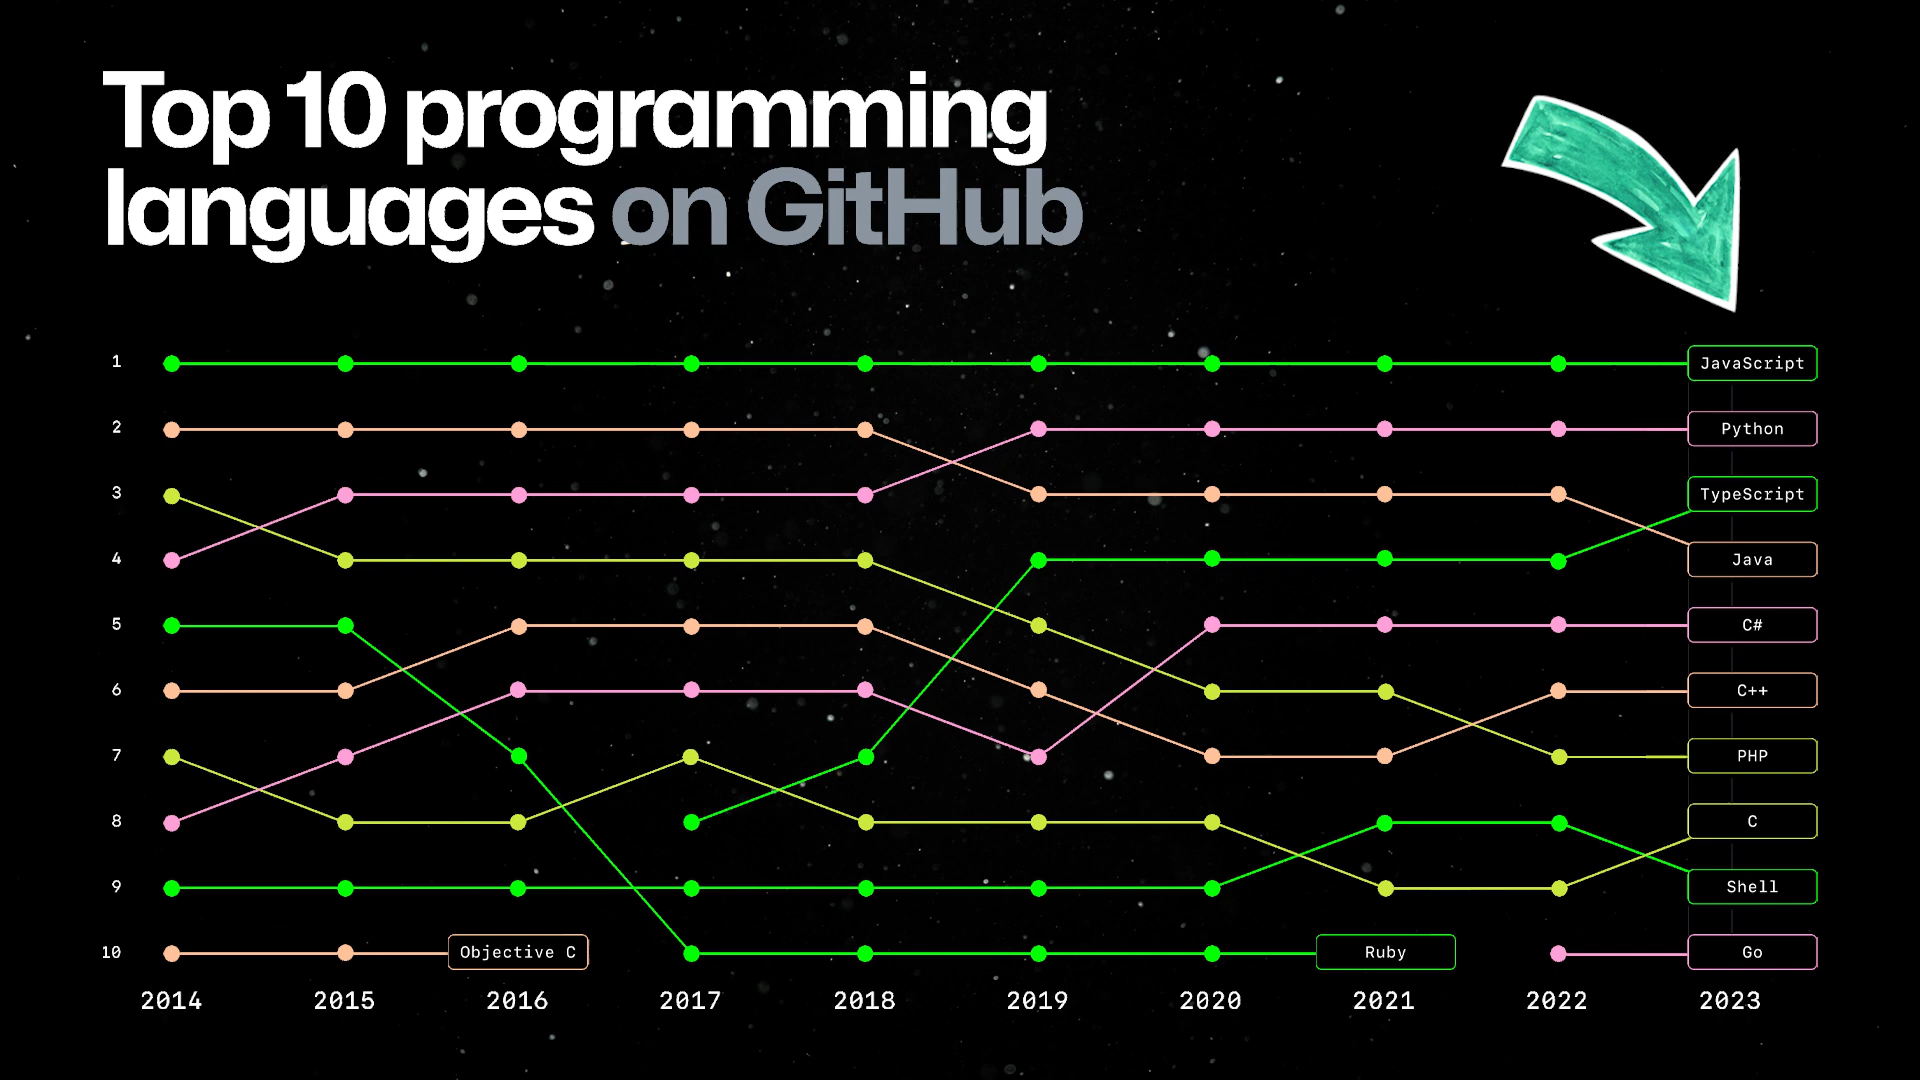 Top 10 programming
languages on GitHub
1
JavaScript
2
Python
3
TypeScript
4
Java
5
C#
6
C++
7
PHP
8
C
9
Shell
10
Objective C
Ruby
Go
2014
2015
2016
2017
2018
2019
2020
2021
2022
2023